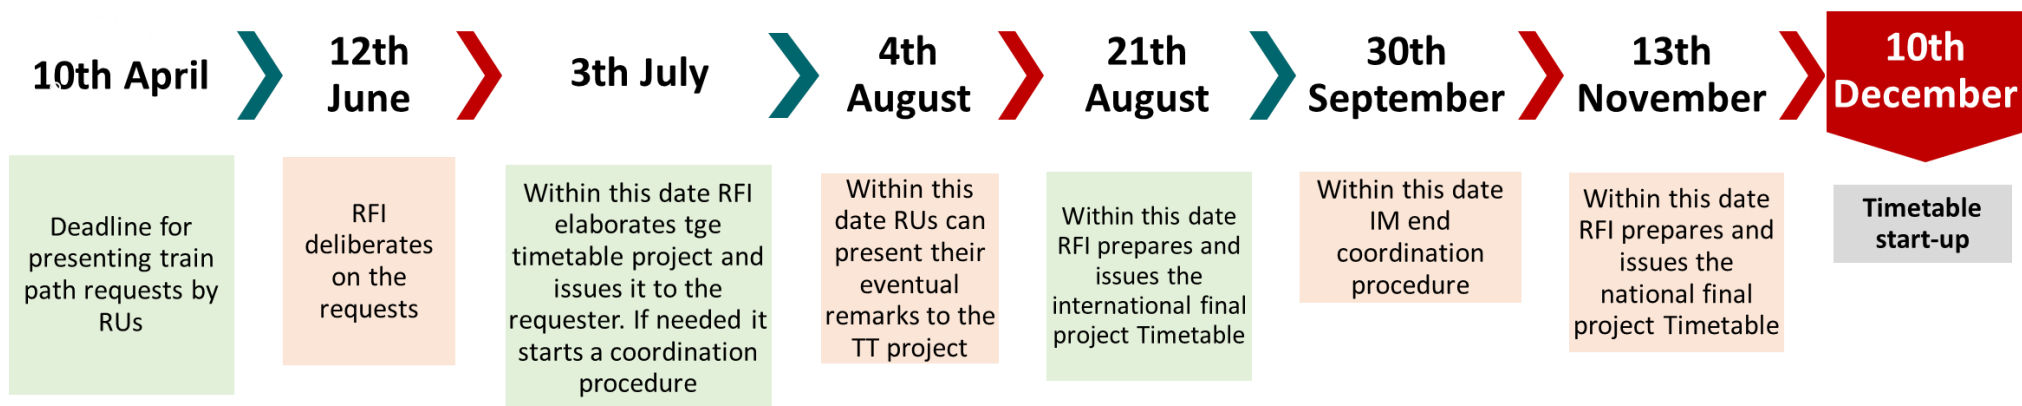 10th April
12th
June
3th July
4th
August
21th
August
30th
September
13th
November
10th
December
Deadline for
presenting train
path requests by
RUs
RFI
deliberates
on the
requests
Within this date RFI
elaborates tge
timetable project and
issues it to the
requester. If needed it
starts a coordination
procedure
Within this
date RUs can
present their
eventual
remarks to the
TT project
Within this date
RFI prepares and
issues the
international final
project Timetable
Within this date
IM end
coordination
procedure
Within this date
RFI prepares and
issues the
national final
project Timetable
Timetable
start-up